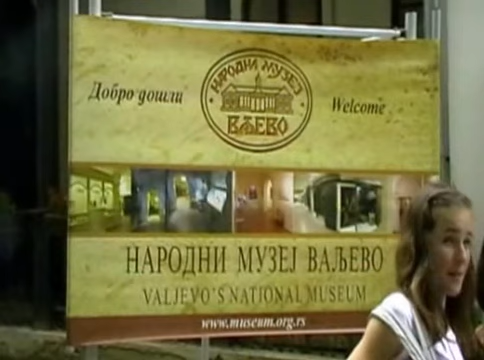 Добро дошли
НАРОДНИ МУЗЕЈ
ВАЉЕВО
Welcome
НАРОДНИ МУЗЕЈ ВАЉЕВО
VALJEVO'S NATIONAL MUSEUM
www.museum.org.rs